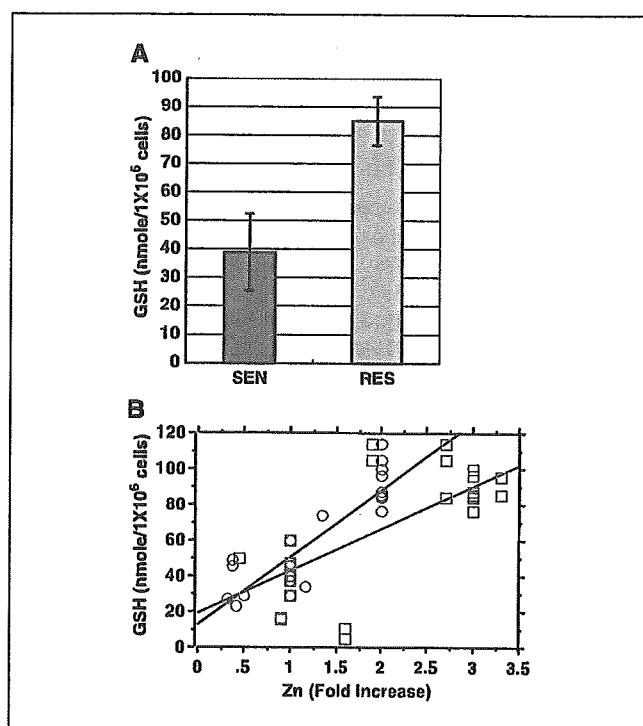 A
GSH (nmole/1X10⁶ cells)
100
90
80
70
60
50
40
30
20
10
0
SEN RES
B
GSH (nmole/1X10⁶ cells)
120
100
80
60
40
20
0
0 .5 1 1.5 2 2.5 3 3.5
Zn (Fold Increase)